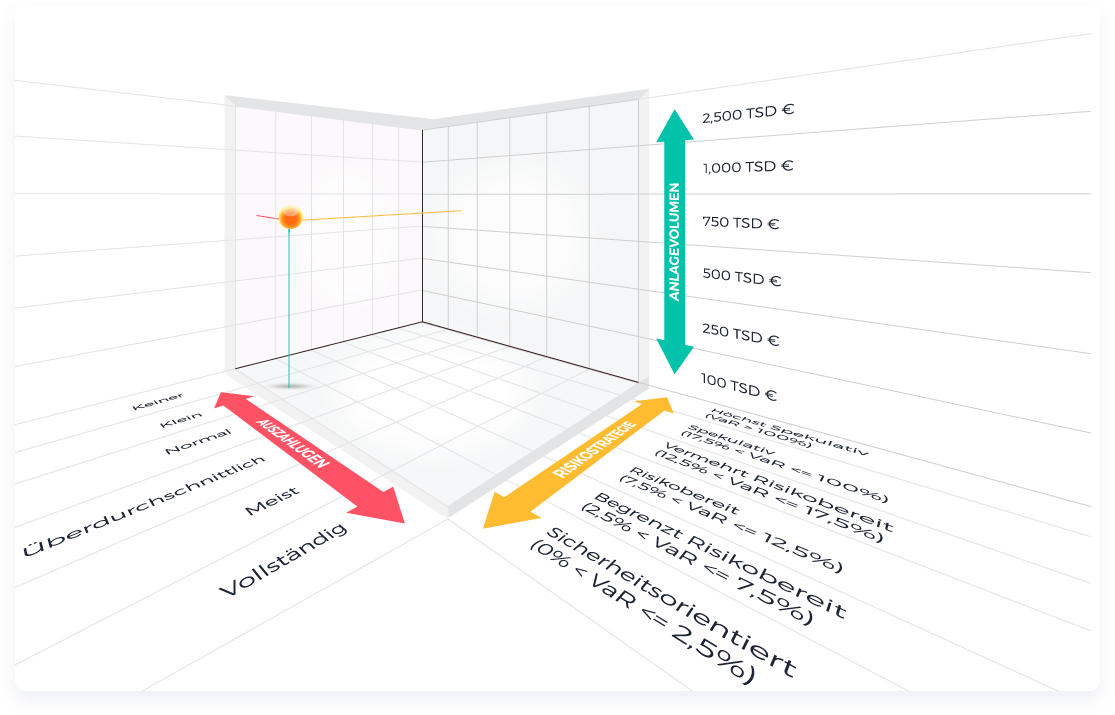 2,500 TSD €
1,000 TSD €
750 TSD €
500 TSD €
250 TSD €
100 TSD €
ANLAGEVOLUMEN
Keiner
Klein
Normal
Überdurchschnittlich
Meist
Vollständig
AUSZAHLUGEN
RISIKOSTRATEGIE
Höchst Spekulativ
(VaR > 100%)
Spekulativ
(17,5% < VaR <= 100%)
Vermehrt Risikobereit
(12,5% < VaR <= 17,5%)
Risikobereit
(7,5% < VaR <= 12,5%)
Begrenzt Risikobereit
(2,5% < VaR <= 7,5%)
Sicherheitsorientiert
(0% < VaR <= 2,5%)